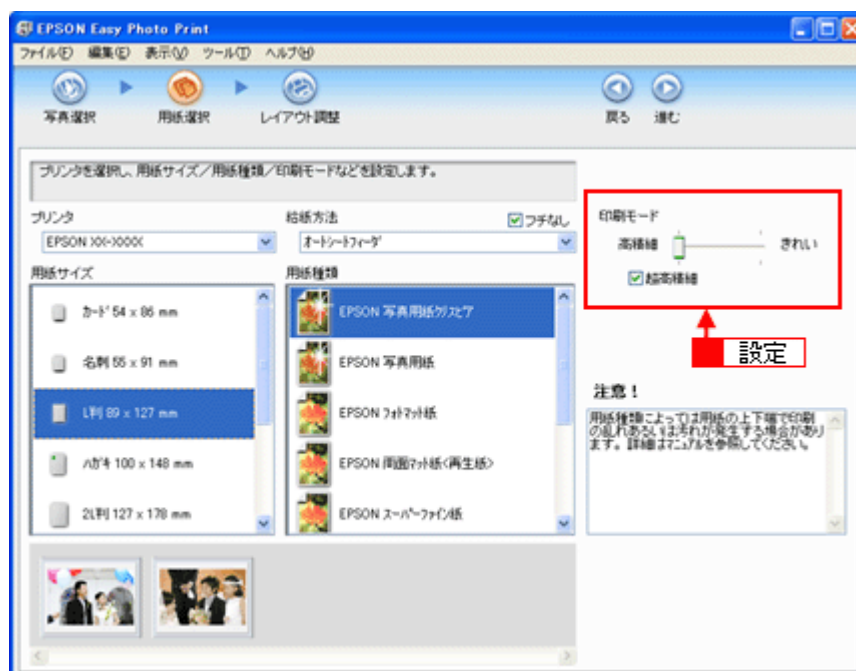 EPSON Easy Photo Print
ファイル(F) 編集(E) 表示(V) ツール(T) ヘルプ(H)
写真選択 用紙選択 レイアウト調整 戻る 進む
プリンタを選択し、用紙サイズ/用紙種類/印刷モードなどを設定します。
プリンタ
EPSON XX-XXXX
給紙方法
フチなし
オートシートフィーダ
用紙サイズ
カード 54 x 86 mm
名刺 55 x 91 mm
L判 89 x 127 mm
ハガキ 100 x 148 mm
2L判 127 x 178 mm
用紙種類
EPSON 写真用紙クリスピア
EPSON 写真用紙
EPSON フォトマット紙
EPSON 両面マット紙<再生紙>
EPSON スーパーファイン紙
印刷モード
高精細 きれい
超高精細
設定
注意!
用紙種類によっては用紙の上下端で印刷
の乱れあるいは汚れが発生する場合があり
ます。詳細はマニュアルを参照してください。